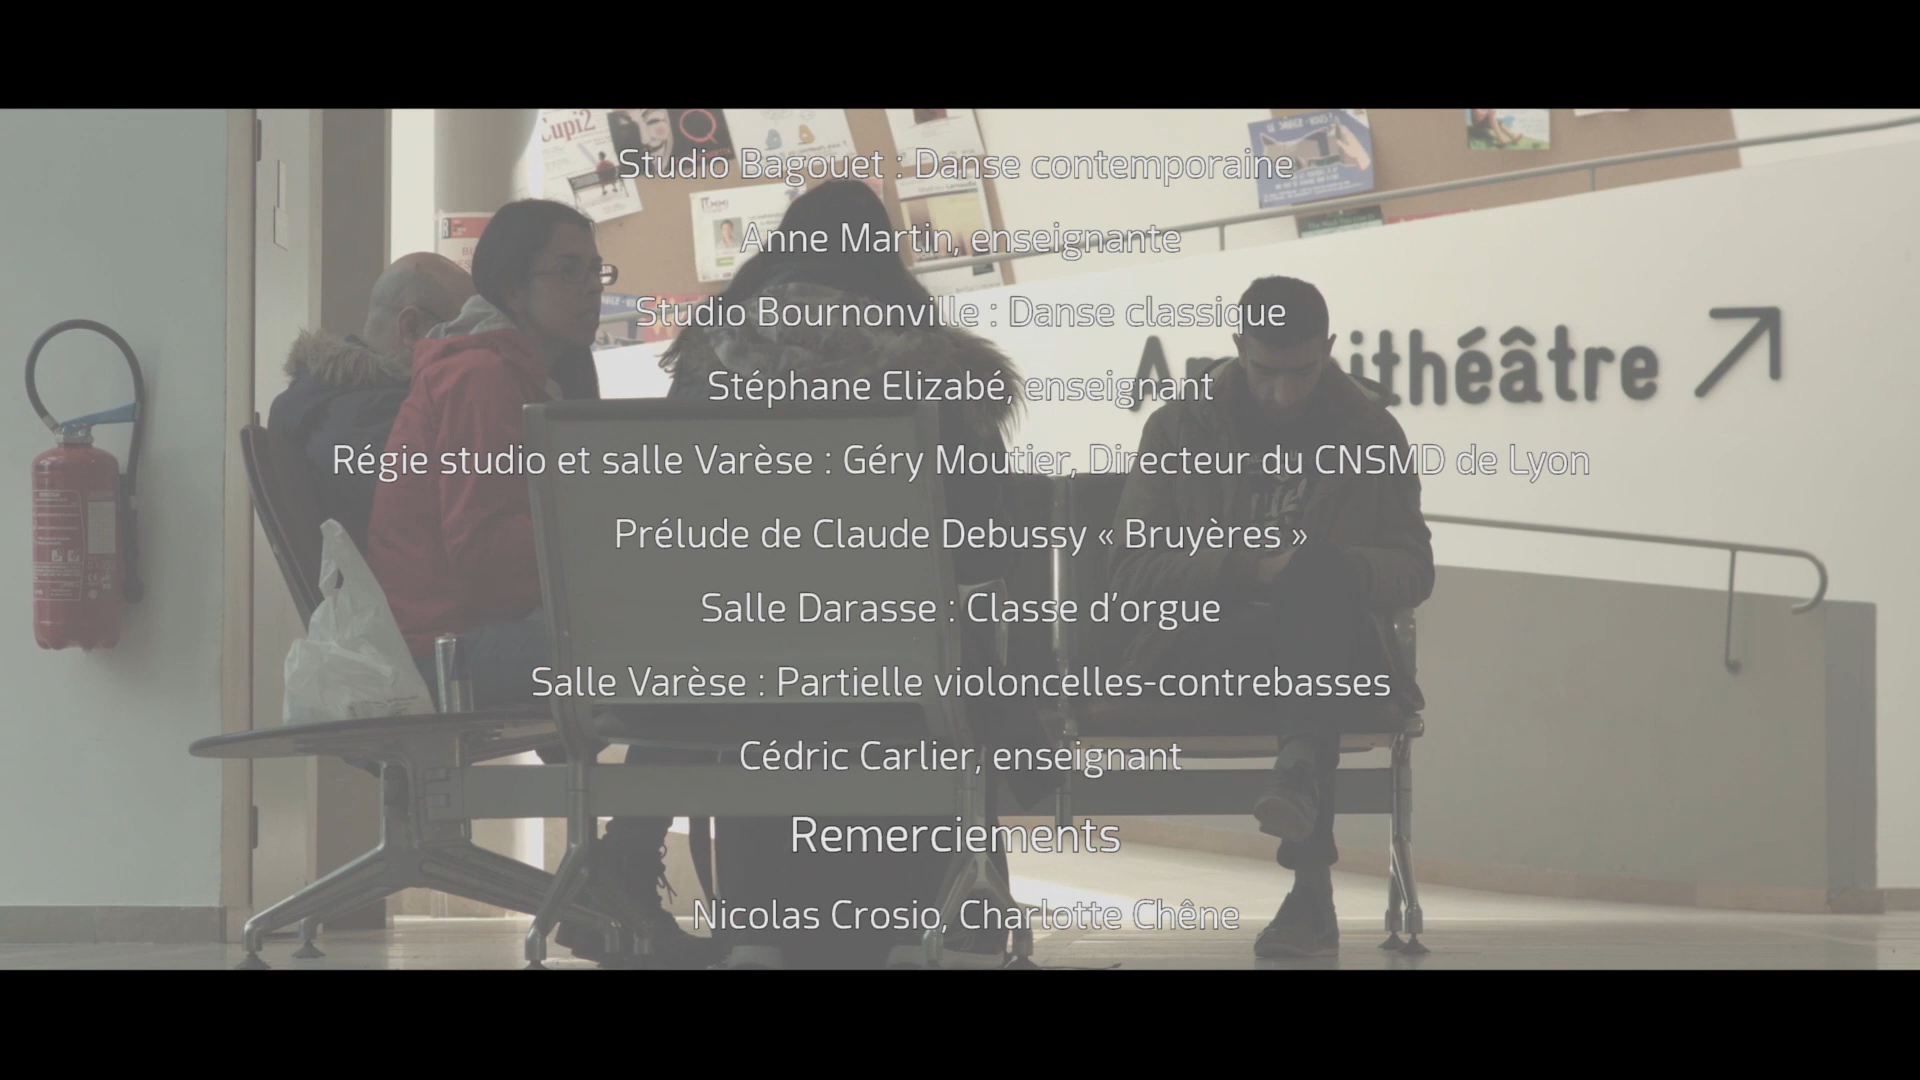 Studio Bagouet : Danse contemporaine
Anne Martin, enseignante
Studio Bournonville : Danse classique
Stéphane Elizabé, enseignant
Régie studio et salle Varèse : Géry Moutier, Directeur du CNSMD de Lyon
Prélude de Claude Debussy « Bruyères »
Salle Darasse : Classe d’orgue
Salle Varèse : Partielle violoncelles-contrebasses
Cédric Carlier, enseignant
Remerciements
Nicolas Crosio, Charlotte Chêne